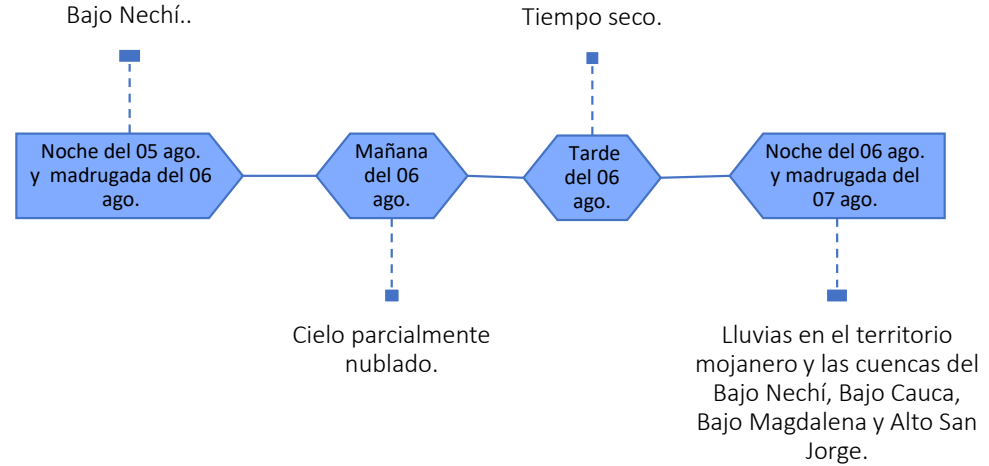 Bajo Nechí..
Tiempo seco.
Noche del 05 ago.
y  madrugada del 06
ago.
Mañana
del 06
ago.
Tarde
del 06
ago.
Noche del 06 ago.
y madrugada del
07 ago.
Cielo parcialmente
nublado.
Lluvias en el territorio
mojanero y las cuencas del
Bajo Nechí, Bajo Cauca,
Bajo Magdalena y Alto San
Jorge.